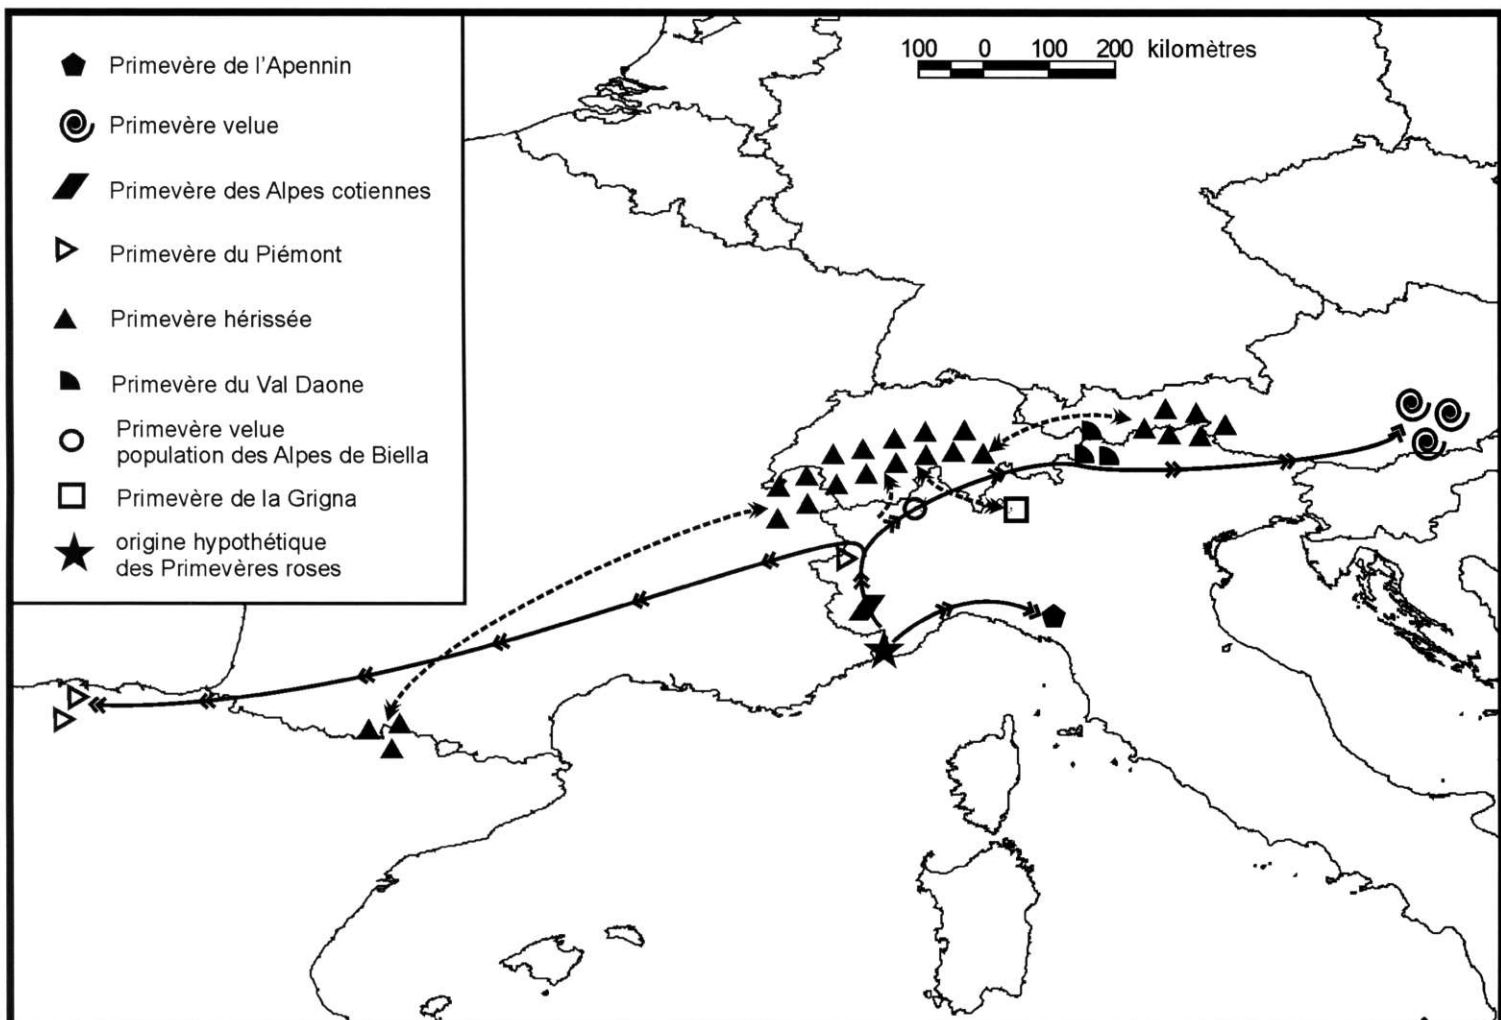 Primevère de l'Apennin
Primevère velue
Primevère des Alpes cotiennes
Primevère du Piémont
Primevère hérissée
Primevère du Val Daone
Primevère velue
population des Alpes de Biella
Primevère de la Grigna
origine hypothétique
des Primevères roses
100 0 100 200 kilomètres